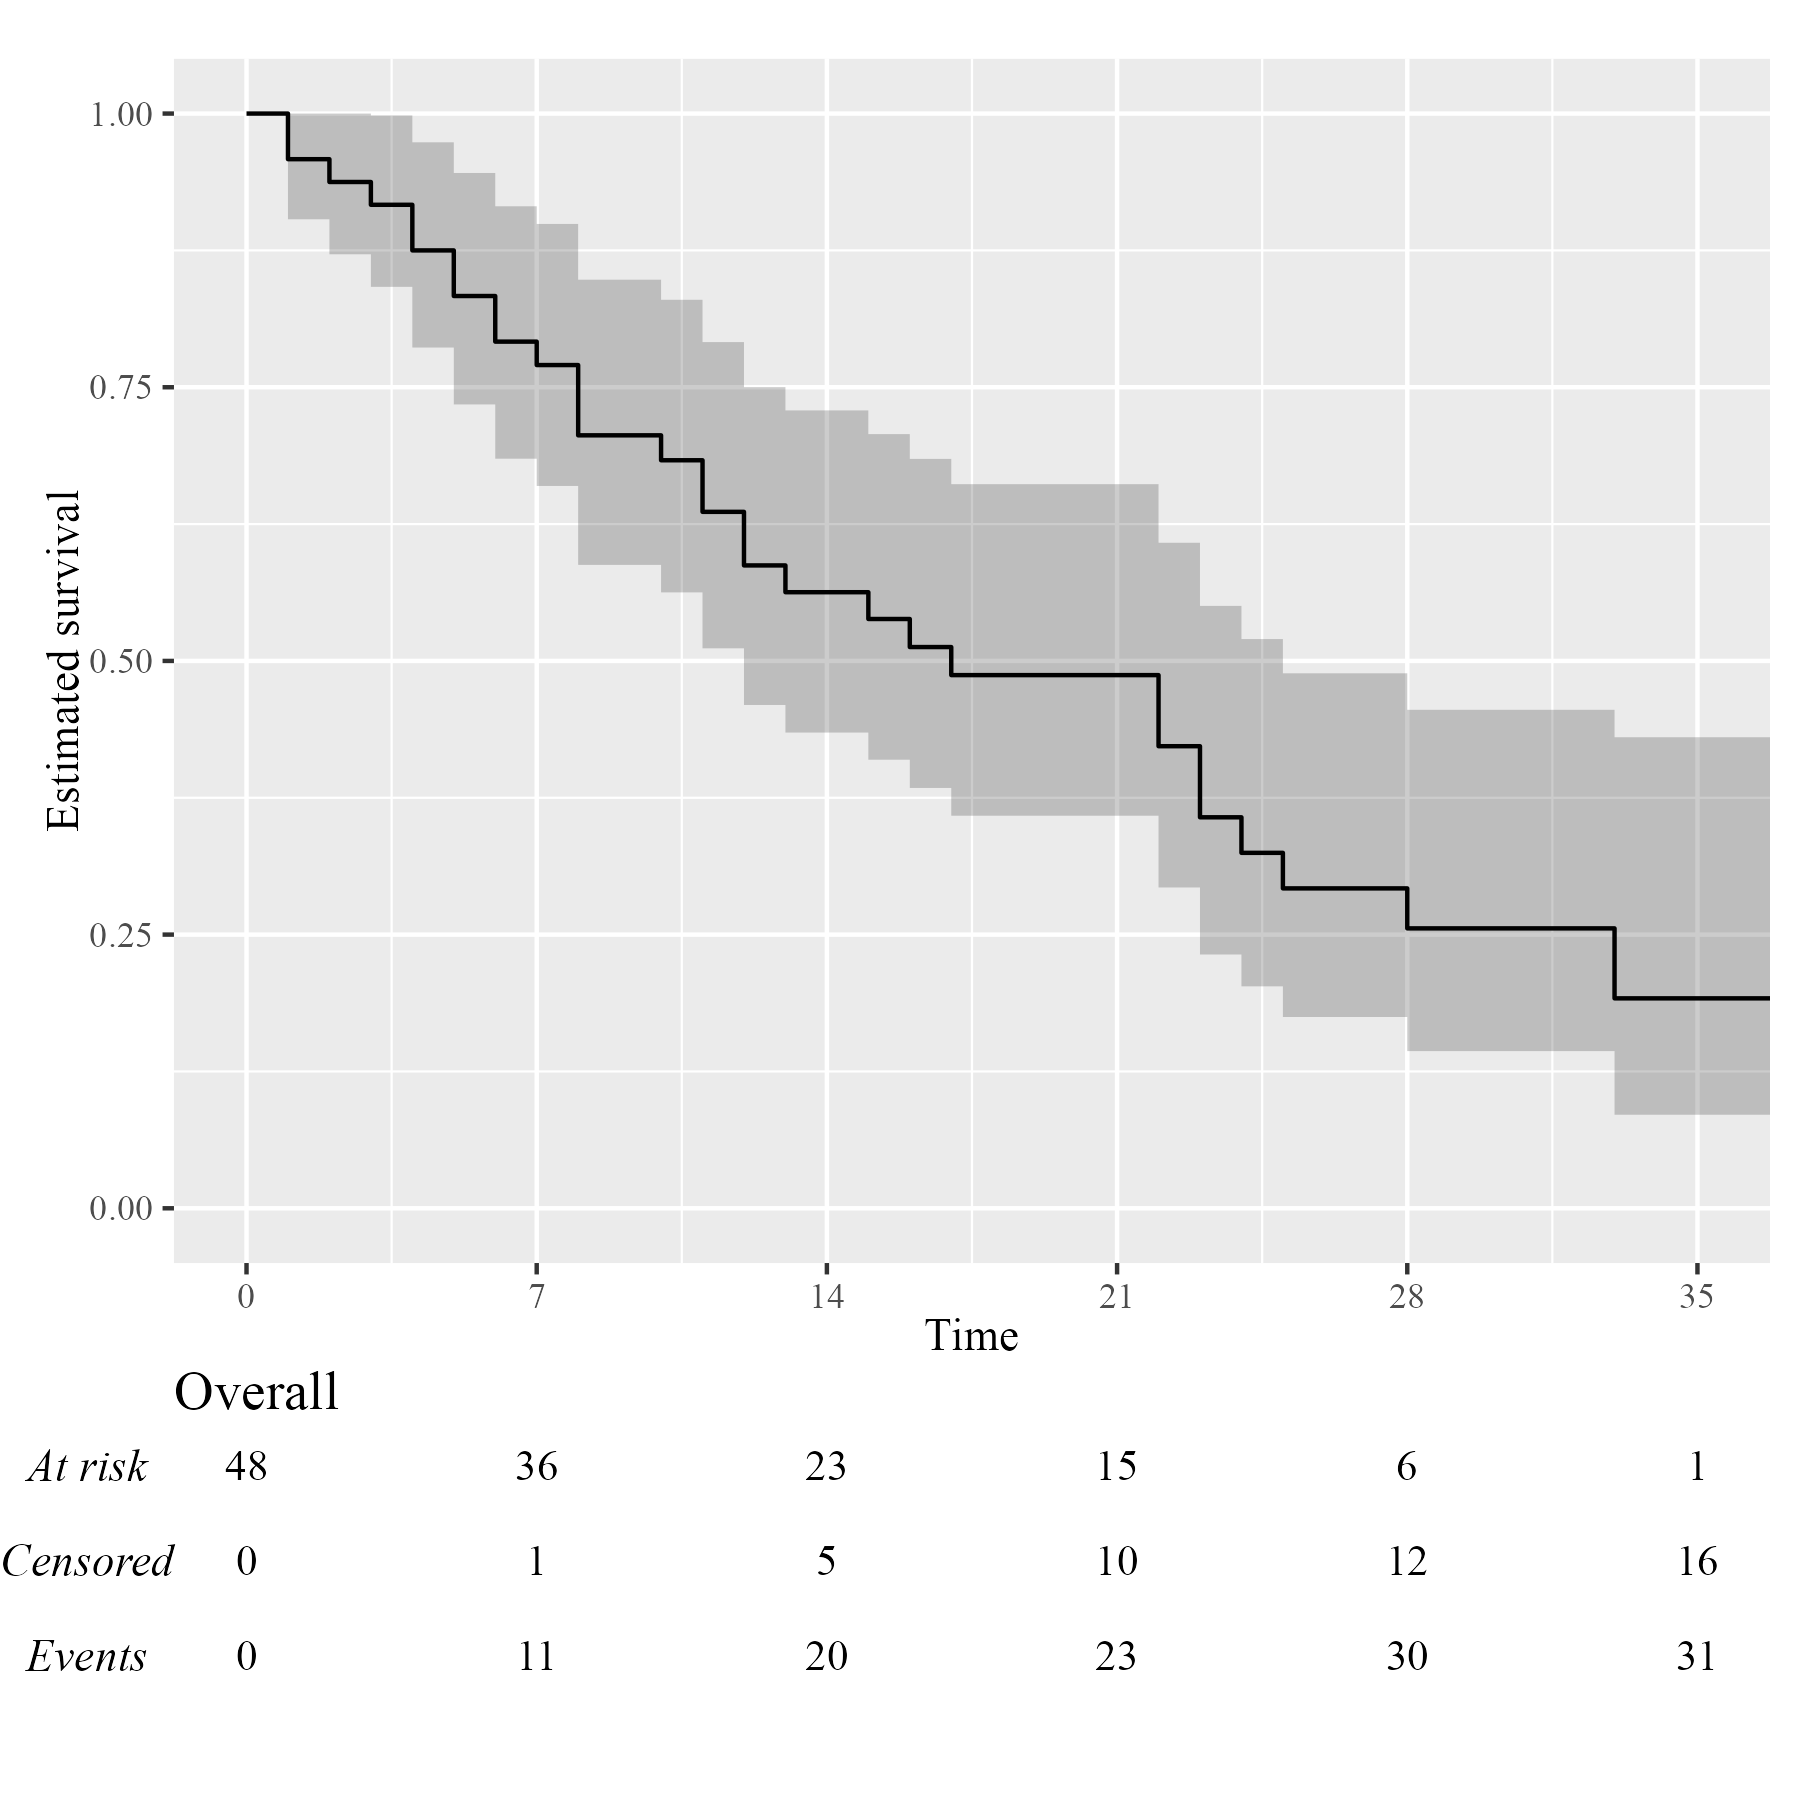 Estimated survival
1.00
0.75
0.50
0.25
0.00
0 7 14 21 28 35
Time
Overall
At risk 48 36 23 15 6 1
Censored 0 1 5 10 12 16
Events 0 11 20 23 30 31